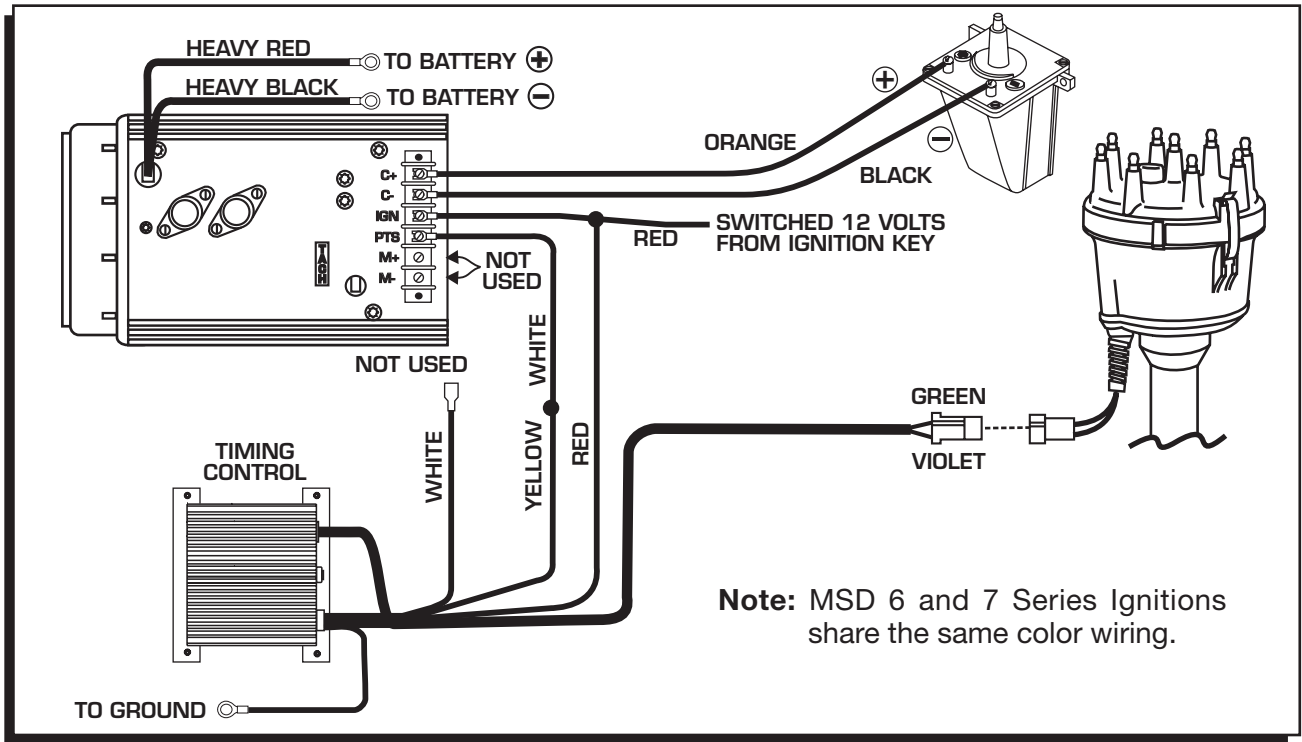 HEAVY RED
TO BATTERY +
HEAVY BLACK
TO BATTERY −
C+
C-
IGN
PTS
M+
M-
TACH
NOT
USED
+
−
ORANGE
BLACK
RED
SWITCHED 12 VOLTS
FROM IGNITION KEY
NOT USED
WHITE
YELLOW
RED
WHITE
GREEN
VIOLET
TIMING
CONTROL
TO GROUND
Note: MSD 6 and 7 Series Ignitions
share the same color wiring.